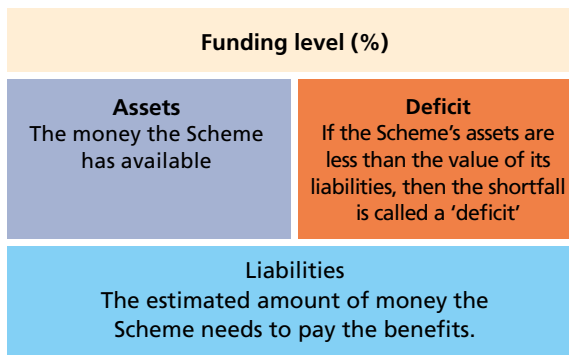 Funding level (%)
Assets
The money the Scheme
has available
Deficit
If the Scheme's assets are
less than the value of its
liabilities, then the shortfall
is called a ‘deficit’
Liabilities
The estimated amount of money the
Scheme needs to pay the benefits.